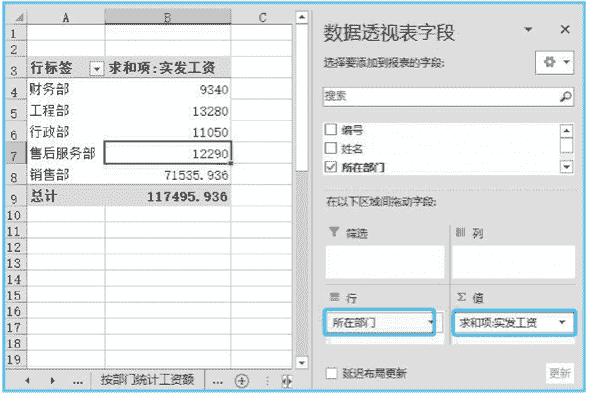 A B C
1
2
3 行标签 求和项:实发工资
4 财务部 9340
5 工程部 13280
6 行政部 11050
7 售后服务部 12290
8 销售部 71535.936
9 总计 117495.936
10
11
12
13
14
15
16
17
18
19
... 按部门统计工资额 ...
数据透视表字段
选择要添加到报表的字段:
搜索
编号
姓名
所在部门
在以下区域间拖动字段:
筛选 列
行 Σ 值
所在部门 求和项:实发工资
延迟布局更新 更新